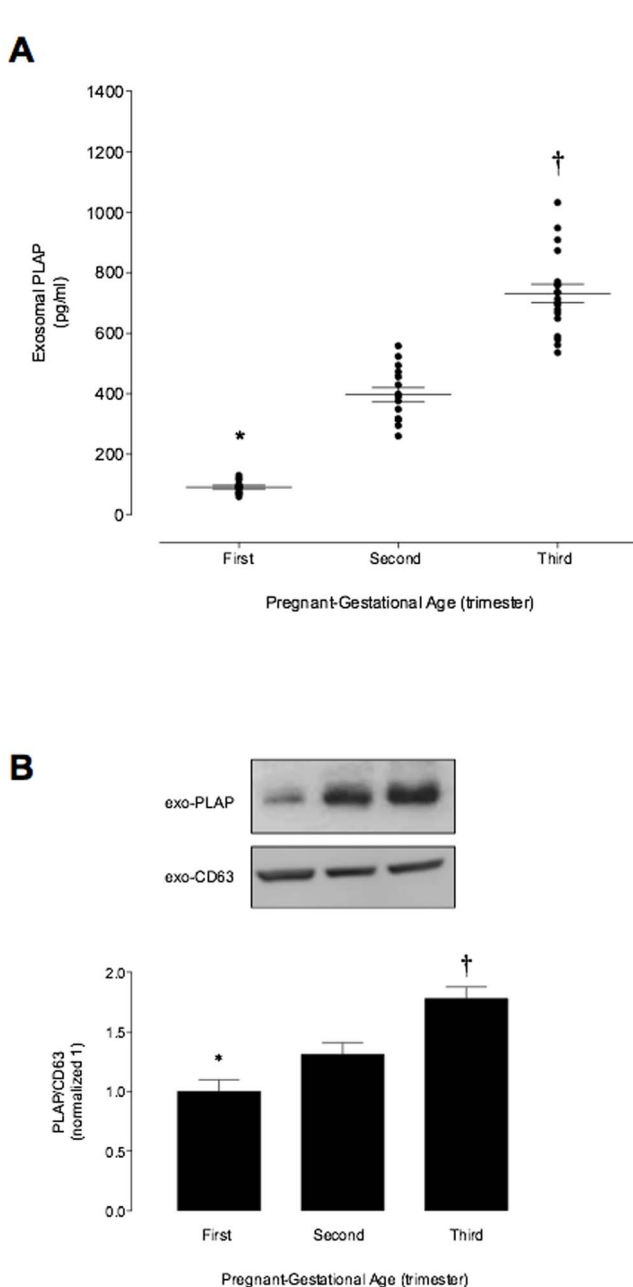 A
1400
1200
†
1000
800
600
400
*
200
0
Exosomal PLAP
(pg/ml)
First Second Third
Pregnant-Gestational Age (trimester)
B
exo-PLAP
exo-CD63
†
2.0
1.5
*
1.0
0.5
0.0
PLAP/CD63
(normalized 1)
First Second Third
Pregnant-Gestational Age (trimester)